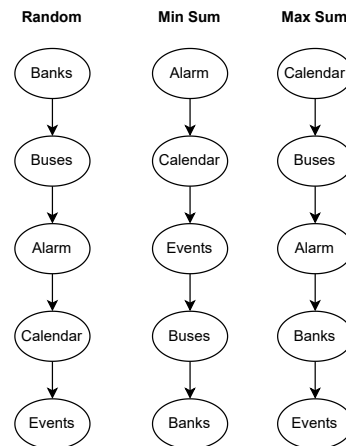 Random Min Sum Max Sum
Banks Alarm Calendar
Buses Calendar Buses
Alarm Events Alarm
Calendar Buses Banks
Events Banks Events